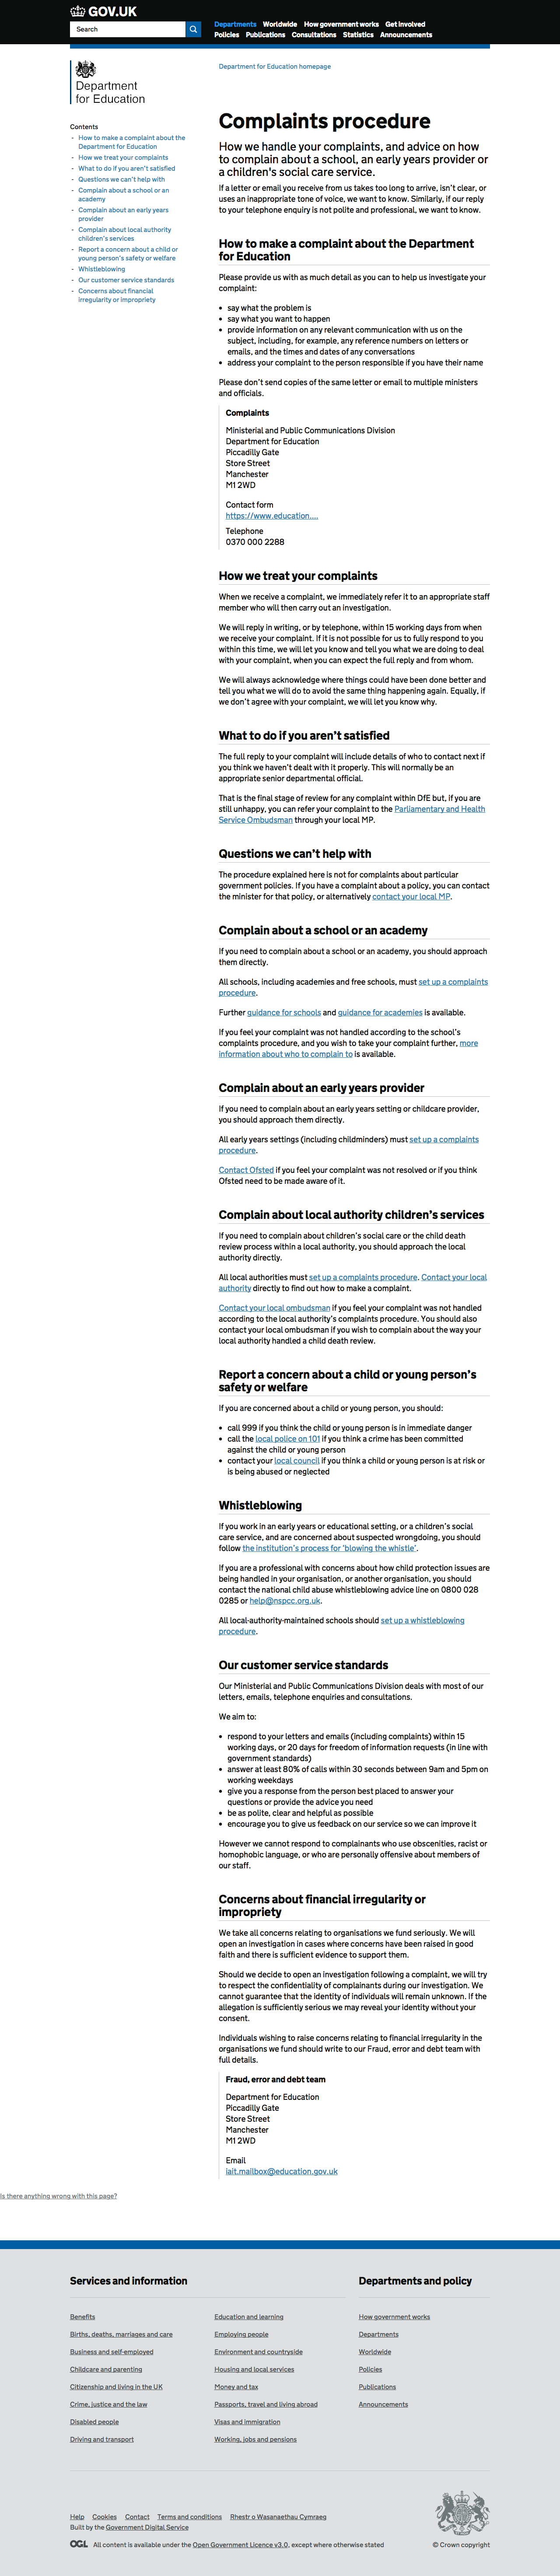 GOV.UK
Search
Departments Worldwide How government works Get involved
Policies Publications Consultations Statistics Announcements
Department
for Education
Department for Education homepage
Contents
- How to make a complaint about the
Department for Education
- How we treat your complaints
- What to do if you aren’t satisfied
- Questions we can’t help with
- Complain about a school or an
academy
- Complain about an early years
provider
- Complain about local authority
children’s services
- Report a concern about a child or
young person’s safety or welfare
- Whistleblowing
- Our customer service standards
- Concerns about financial
irregularity or impropriety
Complaints procedure
How we handle your complaints, and advice on how
to complain about a school, an early years provider or
a children's social care service.
If a letter or email you receive from us takes too long to arrive, isn’t clear, or
uses an inappropriate tone of voice, we want to know. Similarly, if our reply
to your telephone enquiry is not polite and professional, we want to know.
How to make a complaint about the Department
for Education
Please provide us with as much detail as you can to help us investigate your
complaint:
• say what the problem is
• say what you want to happen
• provide information on any relevant communication with us on the
subject, including, for example, any reference numbers on letters or
emails, and the times and dates of any conversations
• address your complaint to the person responsible if you have their name
Please don’t send copies of the same letter or email to multiple ministers
and officials.
Complaints
Ministerial and Public Communications Division
Department for Education
Piccadilly Gate
Store Street
Manchester
M1 2WD
Contact form
https://www.education....
Telephone
0370 000 2288
How we treat your complaints
When we receive a complaint, we immediately refer it to an appropriate staff
member who will then carry out an investigation.
We will reply in writing, or by telephone, within 15 working days from when
we receive your complaint. If it is not possible for us to fully respond to you
within this time, we will let you know and tell you what we are doing to deal
with your complaint, when you can expect the full reply and from whom.
We will always acknowledge where things could have been done better and
tell you what we will do to avoid the same thing happening again. Equally, if
we don’t agree with your complaint, we will let you know why.
What to do if you aren’t satisfied
The full reply to your complaint will include details of who to contact next if
you think we haven’t dealt with it properly. This will normally be an
appropriate senior departmental official.
That is the final stage of review for any complaint within DfE but, if you are
still unhappy, you can refer your complaint to the Parliamentary and Health
Service Ombudsman through your local MP.
Questions we can’t help with
The procedure explained here is not for complaints about particular
government policies. If you have a complaint about a policy, you can contact
the minister for that policy, or alternatively contact your local MP.
Complain about a school or an academy
If you need to complain about a school or an academy, you should approach
them directly.
All schools, including academies and free schools, must set up a complaints
procedure.
Further guidance for schools and guidance for academies is available.
If you feel your complaint was not handled according to the school’s
complaints procedure, and you wish to take your complaint further, more
information about who to complain to is available.
Complain about an early years provider
If you need to complain about an early years setting or childcare provider,
you should approach them directly.
All early years settings (including childminders) must set up a complaints
procedure.
Contact Ofsted if you feel your complaint was not resolved or if you think
Ofsted need to be made aware of it.
Complain about local authority children’s services
If you need to complain about children’s social care or the child death
review process within a local authority, you should approach the local
authority directly.
All local authorities must set up a complaints procedure. Contact your local
authority directly to find out how to make a complaint.
Contact your local ombudsman if you feel your complaint was not handled
according to the local authority’s complaints procedure. You should also
contact your local ombudsman if you wish to complain about the way your
local authority handled a child death review.
Report a concern about a child or young person’s
safety or welfare
If you are concerned about a child or young person, you should:
• call 999 if you think the child or young person is in immediate danger
• call the local police on 101 if you think a crime has been committed
against the child or young person
• contact your local council if you think a child or young person is at risk or
is being abused or neglected
Whistleblowing
If you work in an early years or educational setting, or a children’s social
care service, and are concerned about suspected wrongdoing, you should
follow the institution’s process for ‘blowing the whistle’.
If you are a professional with concerns about how child protection issues are
being handled in your organisation, or another organisation, you should
contact the national child abuse whistleblowing advice line on 0800 028
0285 or help@nspcc.org.uk.
All local-authority-maintained schools should set up a whistleblowing
procedure.
Our customer service standards
Our Ministerial and Public Communications Division deals with most of our
letters, emails, telephone enquiries and consultations.
We aim to:
• respond to your letters and emails (including complaints) within 15
working days, or 20 days for freedom of information requests (in line with
government standards)
• answer at least 80% of calls within 30 seconds between 9am and 5pm on
working weekdays
• give you a response from the person best placed to answer your
questions or provide the advice you need
• be as polite, clear and helpful as possible
• encourage you to give us feedback on our service so we can improve it
However we cannot respond to complainants who use obscenities, racist or
homophobic language, or who are personally offensive about members of
our staff.
Concerns about financial irregularity or
impropriety
We take all concerns relating to organisations we fund seriously. We will
open an investigation in cases where concerns have been raised in good
faith and there is sufficient evidence to support them.
Should we decide to open an investigation following a complaint, we will try
to respect the confidentiality of complainants during our investigation. We
cannot guarantee that the identity of individuals will remain unknown. If the
allegation is sufficiently serious we may reveal your identity without your
consent.
Individuals wishing to raise concerns relating to financial irregularity in the
organisations we fund should write to our Fraud, error and debt team with
full details.
Fraud, error and debt team
Department for Education
Piccadilly Gate
Store Street
Manchester
M1 2WD
Email
iait.mailbox@education.gov.uk
Is there anything wrong with this page?
Services and information
Benefits
Births, deaths, marriages and care
Business and self-employed
Childcare and parenting
Citizenship and living in the UK
Crime, justice and the law
Disabled people
Driving and transport
Education and learning
Employing people
Environment and countryside
Housing and local services
Money and tax
Passports, travel and living abroad
Visas and immigration
Working, jobs and pensions
Departments and policy
How government works
Departments
Worldwide
Policies
Publications
Announcements
Help Cookies Contact Terms and conditions Rhestr o Wasanaethau Cymraeg
Built by the Government Digital Service
OGL All content is available under the Open Government Licence v3.0, except where otherwise stated
© Crown copyright